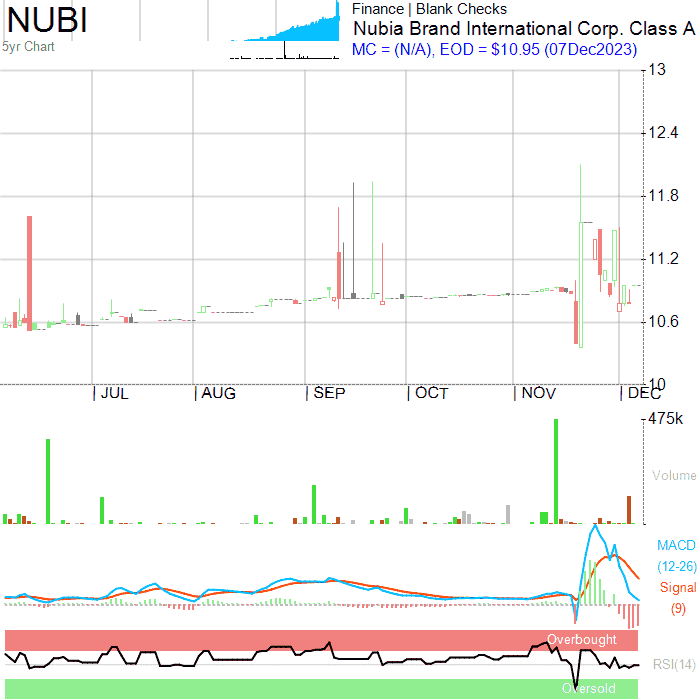 NUBI
5yr Chart
Finance | Blank Checks
Nubia Brand International Corp. Class A
MC = (N/A), EOD = $10.95 (07Dec2023)
13
12.4
11.8
11.2
10.6
10
JUL AUG SEP OCT NOV DEC
475k
Volume
MACD
(12-26)
Signal
(9)
Overbought
RSI(14)
Oversold